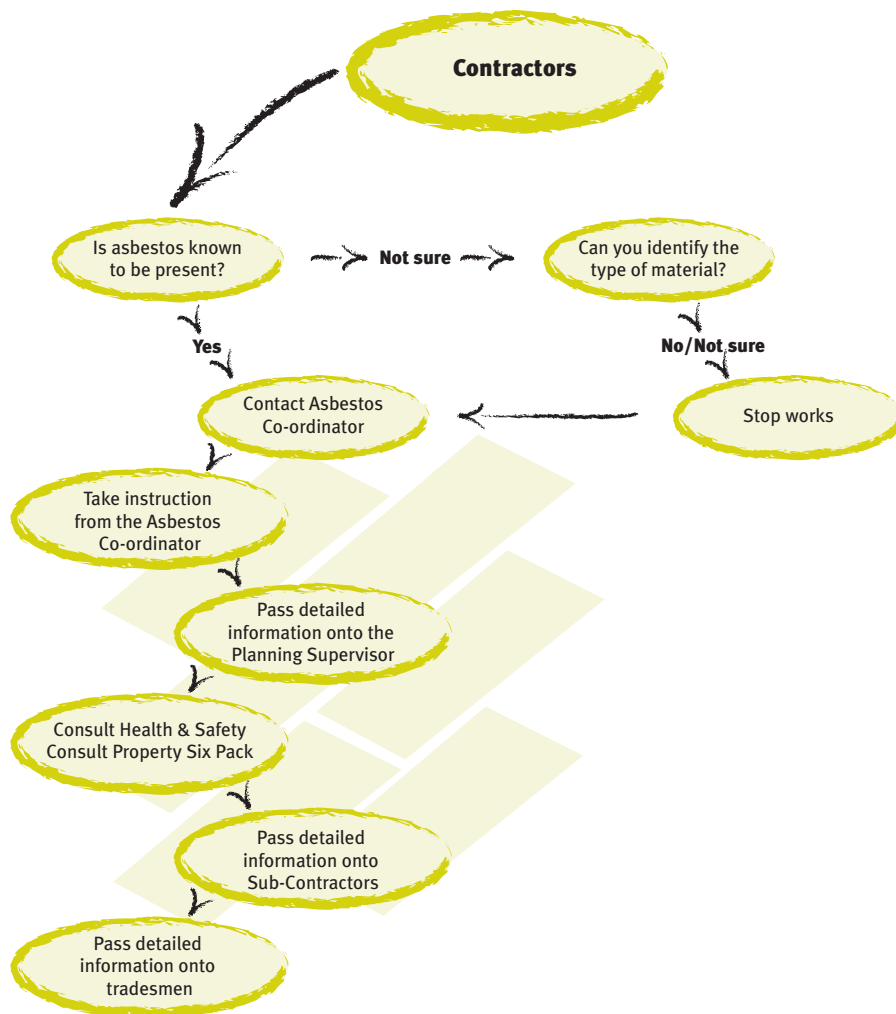 Contractors
Is asbestos known
to be present?
Not sure
Can you identify the
type of material?
Yes
No/Not sure
Contact Asbestos
Co-ordinator
Stop works
Take instruction
from the Asbestos
Co-ordinator
Pass detailed
information onto the
Planning Supervisor
Consult Health & Safety
Consult Property Six Pack
Pass detailed
information onto
Sub-Contractors
Pass detailed
information onto
tradesmen